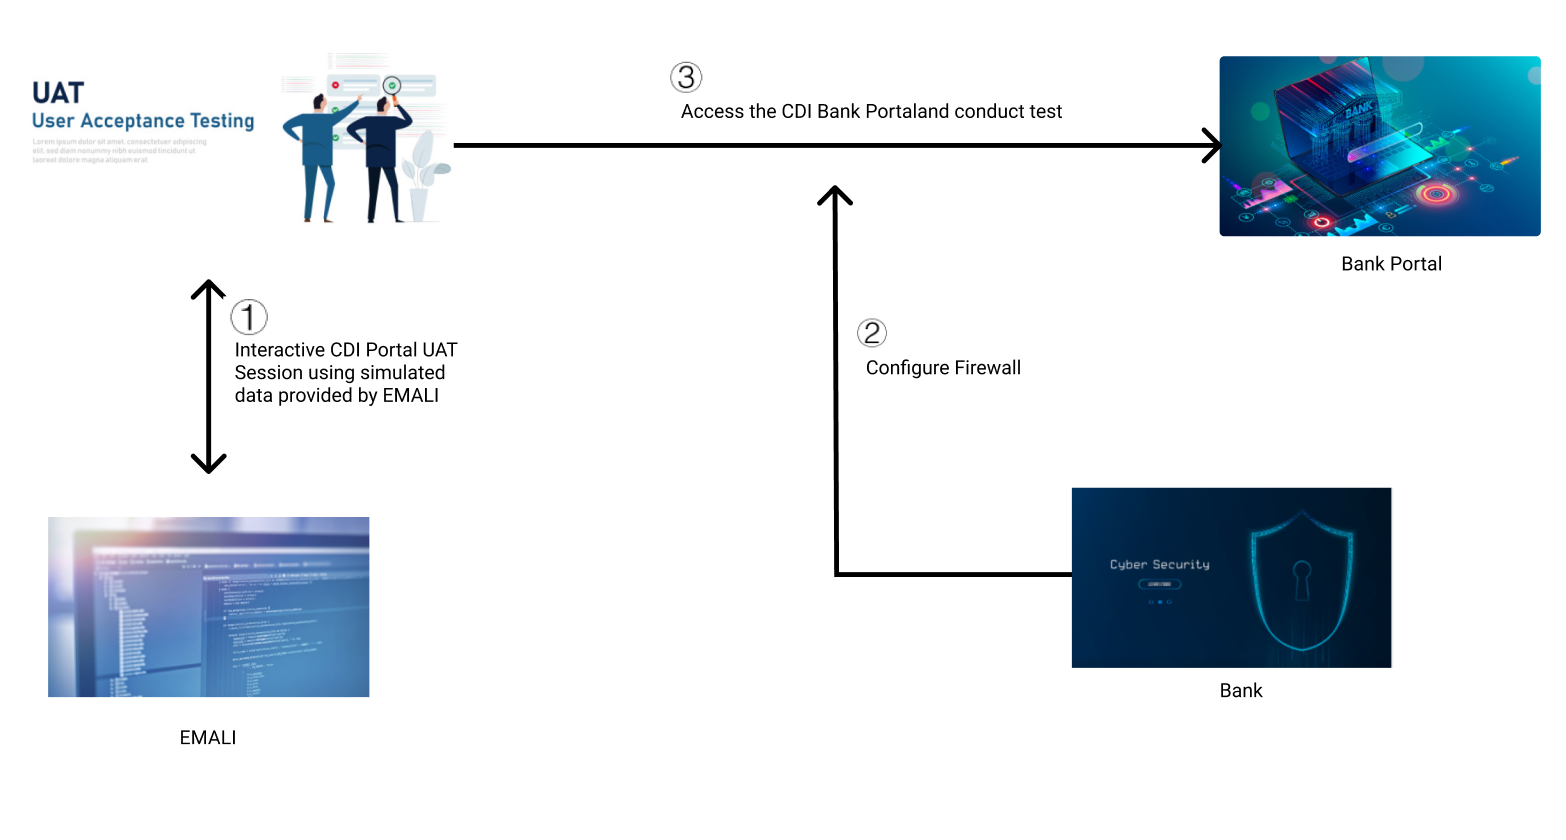 UAT
User Acceptance Testing
Lorem ipsum dolor sit amet, consectetuer adipiscing
elit, sed diam nonummy nibh euismod tincidunt ut
laoreet dolore magna aliquam erat
③
Access the CDI Bank Portaland conduct test
BANK
Bank Portal
①
Interactive CDI Portal UAT
Session using simulated
data provided by EMALI
②
Configure Firewall
Cyber Security
Bank
EMALI